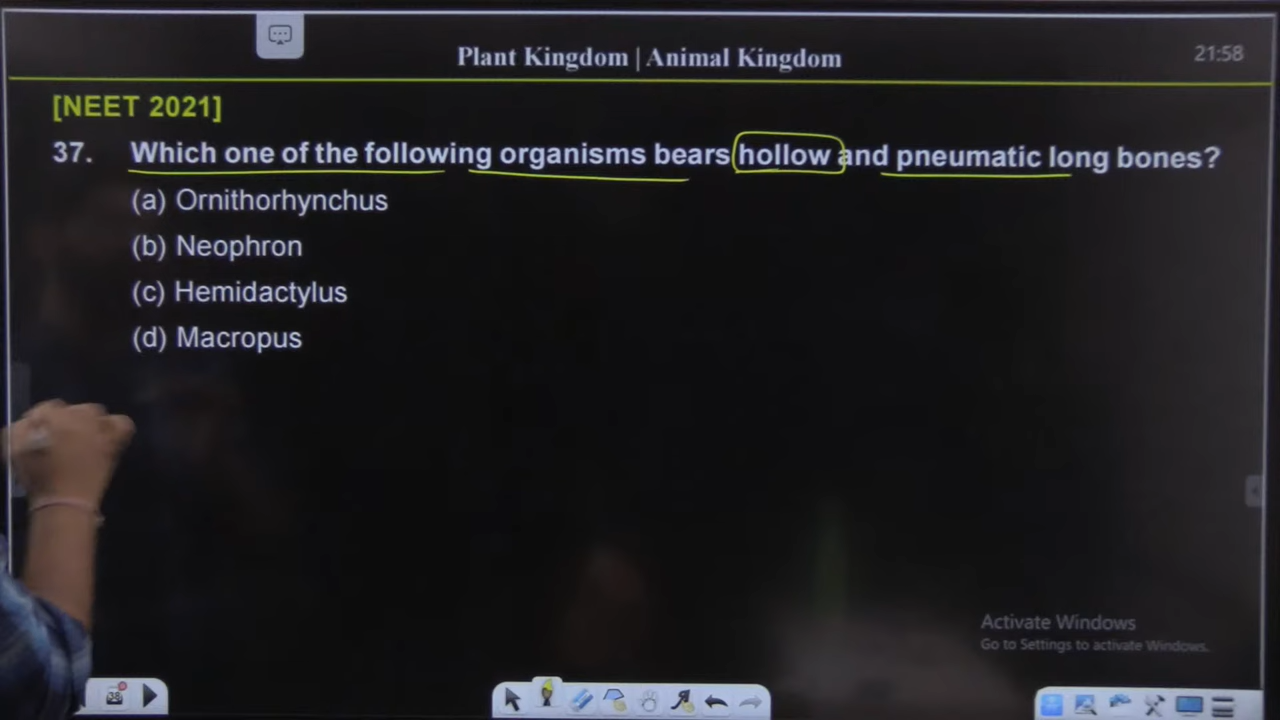 Plant Kingdom | Animal Kingdom
21:58
[NEET 2021]
37. Which one of the following organisms bears hollow and pneumatic long bones?
(a) Ornithorhynchus
(b) Neophron
(c) Hemidactylus
(d) Macropus
Activate Windows
Go to Settings to activate Windows.
38